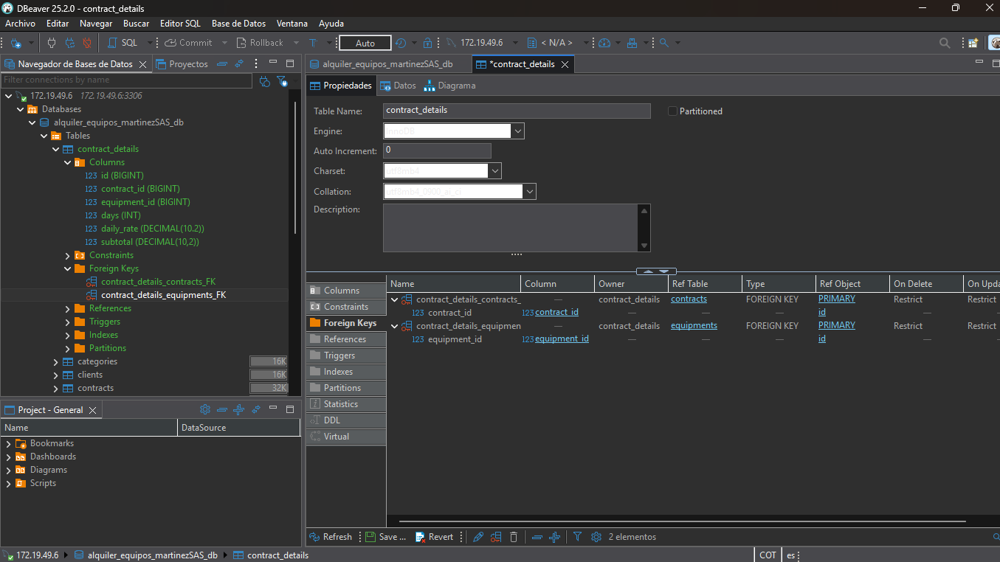 DBeaver 25.2.0 - contract_details
Archivo Editar Navegar Buscar Editor SQL Base de Datos Ventana Ayuda
SQL Commit Rollback T Auto 172.19.49.6 < N/A >
Navegador de Bases de Datos Proyectos
Filter connections by name
172.19.49.6 172.19.49.6:3306
Databases
alquiler_equipos_martinezSAS_db
Tables
contract_details
Columns
123 id (BIGINT)
123 contract_id (BIGINT)
123 equipment_id (BIGINT)
123 days (INT)
123 daily_rate (DECIMAL(10.2))
123 subtotal (DECIMAL(10,2))
Constraints
Foreign Keys
contract_details_contracts_FK
contract_details_equipments_FK
References
Triggers
Indexes
Partitions
categories 16K
clients 16K
contracts 32K
Project - General
Name DataSource
Bookmarks
Dashboards
Diagrams
Scripts
alquiler_equipos_martinezSAS_db *contract_details
Propiedades Datos Diagrama
Table Name: contract_details Partitioned
Engine: InnoDB
Auto Increment: 0
Charset: utf8mb4
Collation: utf8mb4_0900_ai_ci
Description:
Columns
Constraints
Foreign Keys
References
Triggers
Indexes
Partitions
Statistics
DDL
Virtual
Name Column Owner Ref Table Type Ref Object On Delete On Upda
contract_details_contracts_ — contract_details contracts FOREIGN KEY PRIMARY Restrict Restrict
123 contract_id 123 contract_id — — — id — —
contract_details_equipmen — contract_details equipments FOREIGN KEY PRIMARY Restrict Restrict
123 equipment_id 123 equipment_id — — — id — —
Refresh Save ... Revert 2 elementos
172.19.49.6 alquiler_equipos_martinezSAS_db contract_details COT es